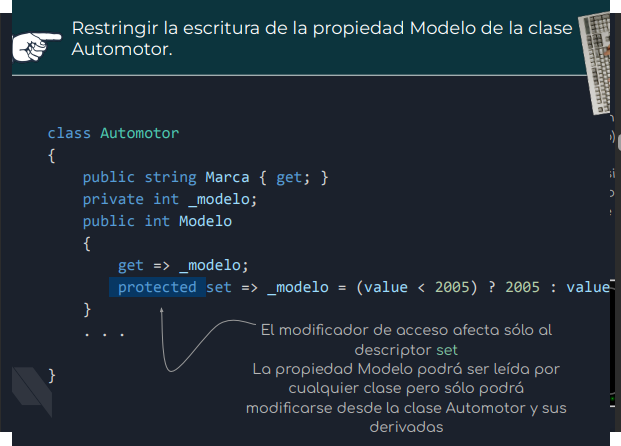 Restringir la escritura de la propiedad Modelo de la clase
Automotor.
class Automotor
{
public string Marca { get; }
private int _modelo;
public int Modelo
{
get => _modelo;
protected set => _modelo = (value < 2005) ? 2005 : value
}
. . .
}
El modificador de acceso afecta sólo al
descriptor set
La propiedad Modelo podrá ser leída por
cualquier clase pero sólo podrá
modificarse desde la clase Automotor y sus
derivadas